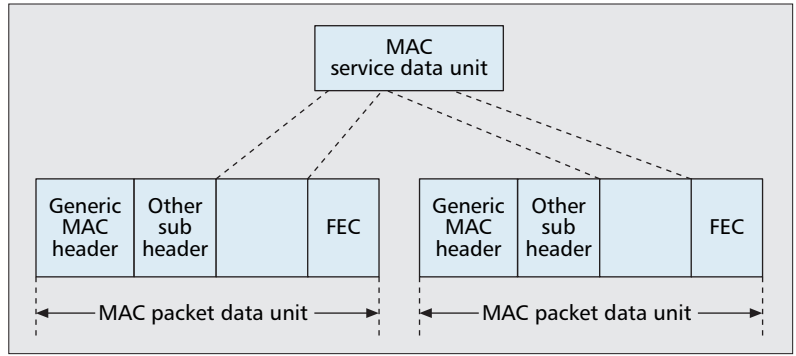 MAC
service data unit
Generic
MAC
header
Other
sub
header
FEC
Generic
MAC
header
Other
sub
header
FEC
MAC packet data unit
MAC packet data unit